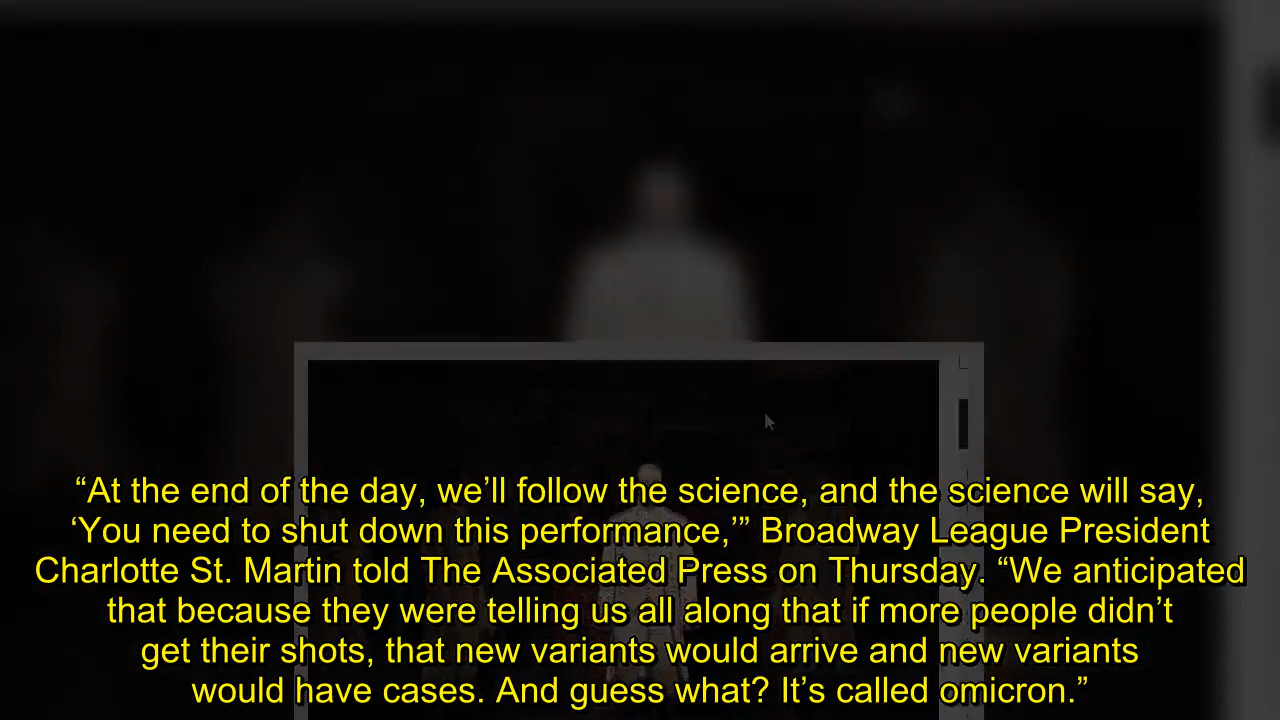 “At the end of the day, we’ll follow the science, and the science will say,
‘You need to shut down this performance,’” Broadway League President
Charlotte St. Martin told The Associated Press on Thursday. “We anticipated
that because they were telling us all along that if more people didn’t
get their shots, that new variants would arrive and new variants
would have cases. And guess what? It’s called omicron.”